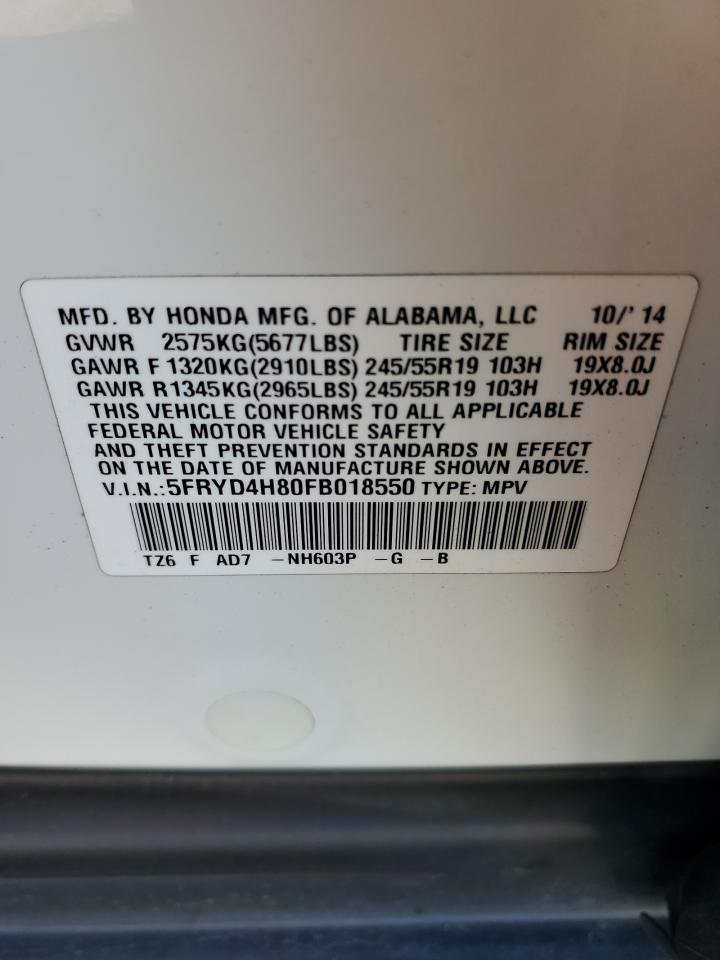 MFD. BY HONDA MFG. OF ALABAMA, LLC 10/' 14
GVWR 2575KG(5677LBS) TIRE SIZE RIM SIZE
GAWR F 1320KG(2910LBS) 245/55R19 103H 19X8.0J
GAWR R1345KG(2965LBS) 245/55R19 103H 19X8.0J
THIS VEHICLE CONFORMS TO ALL APPLICABLE
FEDERAL MOTOR VEHICLE SAFETY
AND THEFT PREVENTION STANDARDS IN EFFECT
ON THE DATE OF MANUFACTURE SHOWN ABOVE.
V.I.N.:5FRYD4H80FB018550 TYPE: MPV
TZ6 F AD7 -NH603P -G -B